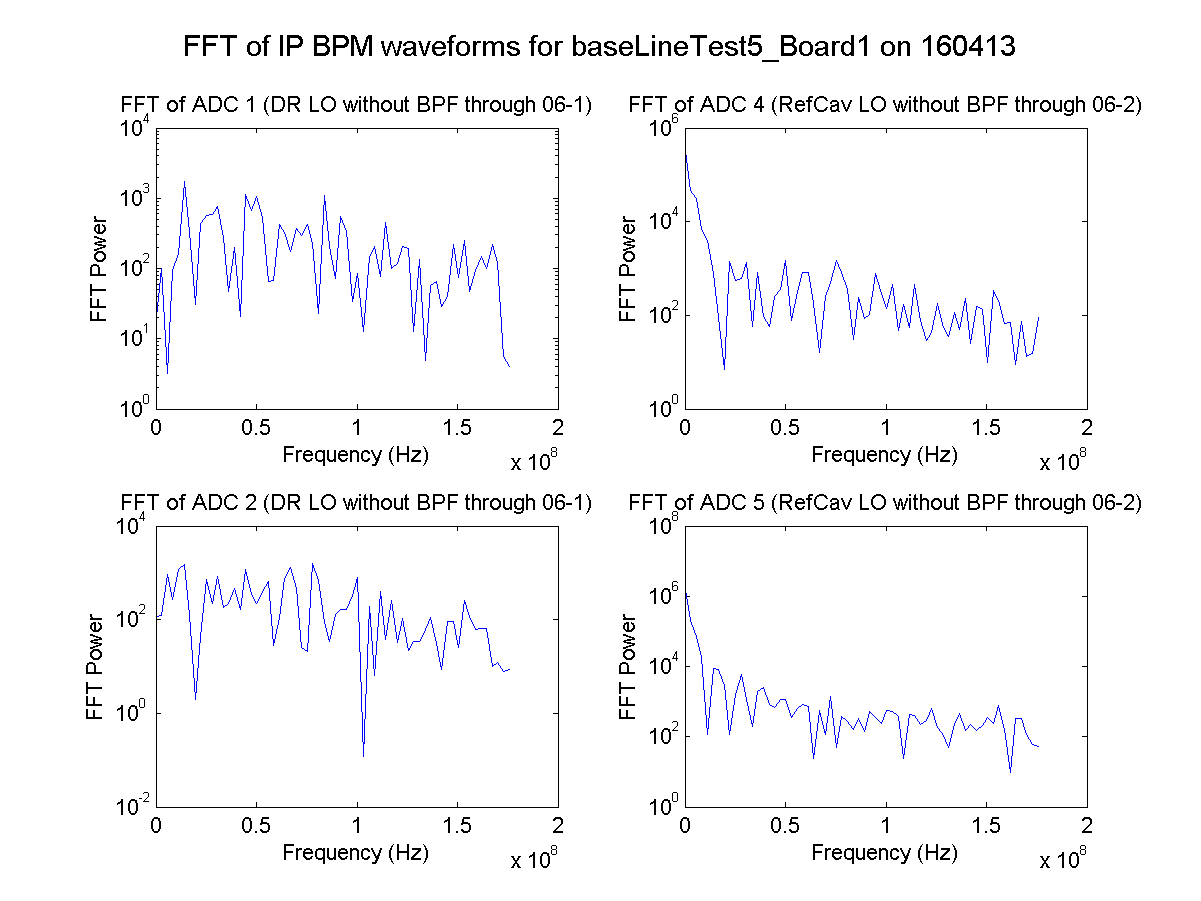 FFT of IP BPM waveforms for baseLineTest5_Board1 on 160413
FFT of ADC 1 (DR LO without BPF through 06-1)
10^4
10^3
10^2
10^1
10^0
FFT Power
0 0.5 1 1.5 2
Frequency (Hz)
x 10^8
FFT of ADC 4 (RefCav LO without BPF through 06-2)
10^6
10^4
10^2
10^0
FFT Power
0 0.5 1 1.5 2
Frequency (Hz)
x 10^8
FFT of ADC 2 (DR LO without BPF through 06-1)
10^4
10^2
10^0
10^-2
FFT Power
0 0.5 1 1.5 2
Frequency (Hz)
x 10^8
FFT of ADC 5 (RefCav LO without BPF through 06-2)
10^8
10^6
10^4
10^2
10^0
FFT Power
0 0.5 1 1.5 2
Frequency (Hz)
x 10^8